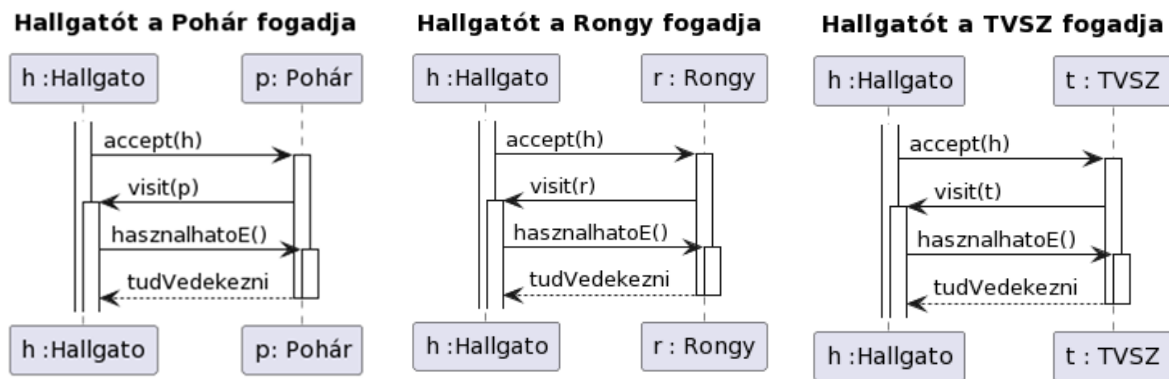 Hallgatót a Pohár fogadja
h :Hallgato
p: Pohár
accept(h)
visit(p)
hasznalhatoE()
tudVedekezni
h :Hallgato
p: Pohár
Hallgatót a Rongy fogadja
h :Hallgato
r : Rongy
accept(h)
visit(r)
hasznalhatoE()
tudVedekezni
h :Hallgato
r : Rongy
Hallgatót a TVSZ fogadja
h :Hallgato
t : TVSZ
accept(h)
visit(t)
hasznalhatoE()
tudVedekezni
h :Hallgato
t : TVSZ